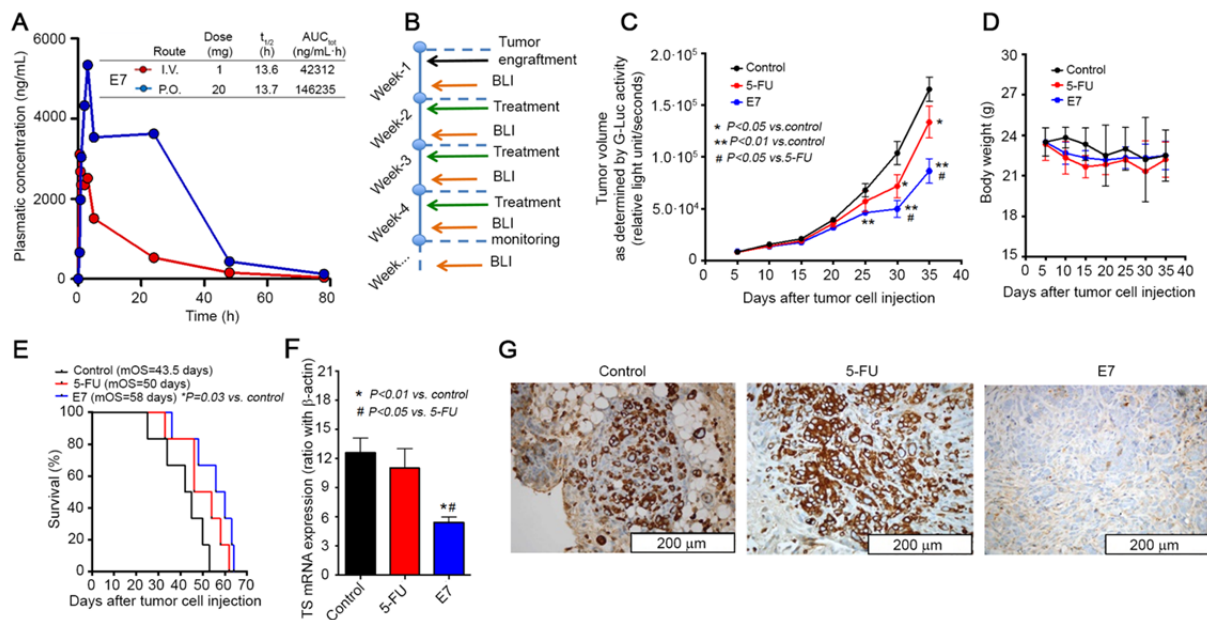 A
Plasmatic concentration (ng/mL)
6000
4000
2000
0
Route Dose (mg) t1/2 (h) AUCtot (ng/mL·h)
E7
I.V. 1 13.6 42312
P.O. 20 13.7 146235
0 20 40 60 80
Time (h)
B
Week-1
Week-2
Week-3
Week-4
Week...
Tumor
engraftment
BLI
Treatment
BLI
Treatment
BLI
Treatment
BLI
monitoring
BLI
C
Tumor volume
as determined by G-Luc activity
(relative light unit/seconds)
2.0*10⁵
1.5*10⁵
1.0*10⁵
5.0*10⁴
0
Control
5-FU
E7
* P<0.05 vs.control
** P<0.01 vs.control
# P<0.05 vs.5-FU
*
**
#
*
**
#
**
0 5 10 15 20 25 30 35 40
Days after tumor cell injection
D
Body weight (g)
27
24
21
18
15
Control
5-FU
E7
0 5 10 15 20 25 30 35 40
Days after tumor cell injection
E
Control (mOS=43.5 days)
5-FU (mOS=50 days)
E7 (mOS=58 days) *P=0.03 vs. control
Survival (%)
100
80
60
40
20
0
0 10 20 30 40 50 60 70
Days after tumor cell injection
F
TS mRNA expression (ratio with β-actin)
18
15
12
9
6
3
0
* P<0.01 vs. control
# P<0.05 vs. 5-FU
*#
Control
5-FU
E7
G
Control
5-FU
E7
200 μm
200 μm
200 μm